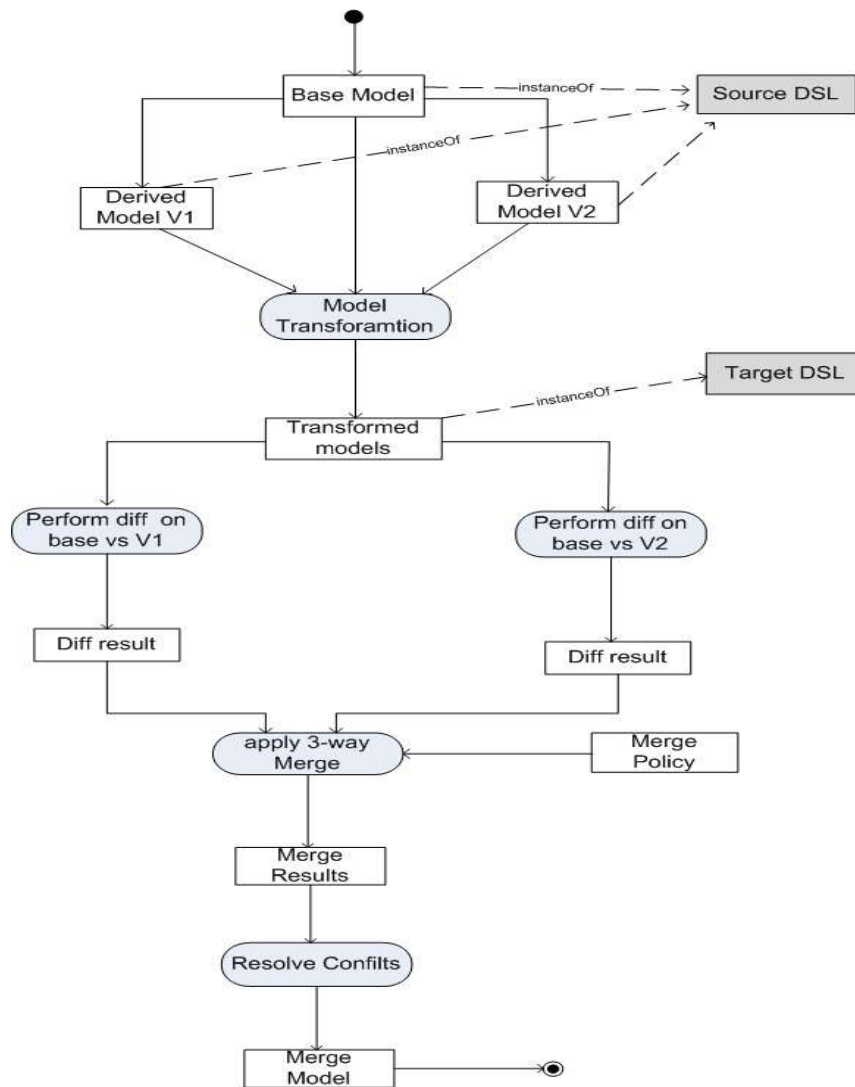 Base Model
instanceOf
Source DSL
instanceOf
Derived
Model V1
Derived
Model V2
Model
Transforamtion
Target DSL
instanceOf
Transformed
models
Perform diff on
base vs V1
Perform diff on
base vs V2
Diff result
Diff result
apply 3-way
Merge
Merge
Policy
Merge
Results
Resolve Confilts
Merge
Model